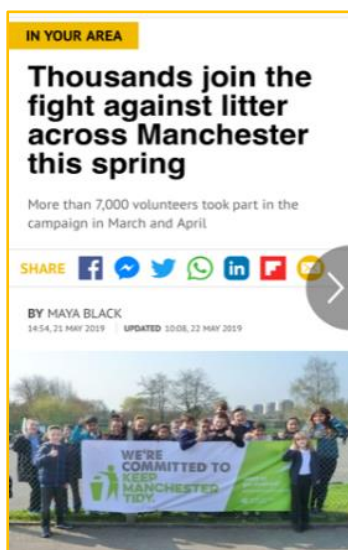 IN YOUR AREA
Thousands join the
fight against litter
across Manchester
this spring
More than 7,000 volunteers took part in the
campaign in March and April
SHARE
BY MAYA BLACK
14:54, 21 MAY 2019 UPDATED 10:08, 22 MAY 2019
WE'RE
COMMITTED TO
KEEP
MANCHESTER
TIDY